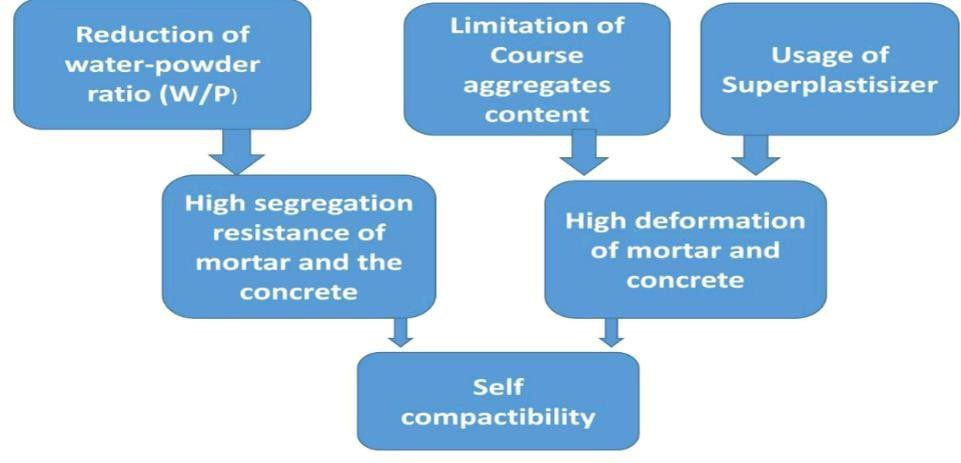 Reduction of
water-powder
ratio (W/P)
Limitation of
Course
aggregates
content
Usage of
Superplastisizer
High segregation
resistance of
mortar and the
concrete
High deformation
of mortar and
concrete
Self
compactibility